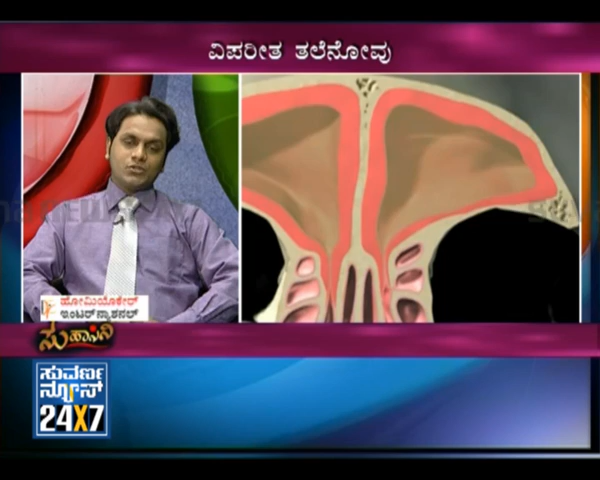 ವಿಪರೀತ ತಲೆನೋವು
ಹೋಮಿಯೊಕೇರ್
ಇಂಟರ್‌ನ್ಯಾಶನಲ್
ಸುಹಾಸಿನಿ
ಸುವರ್ಣ
ನ್ಯೂಸ್
24X7